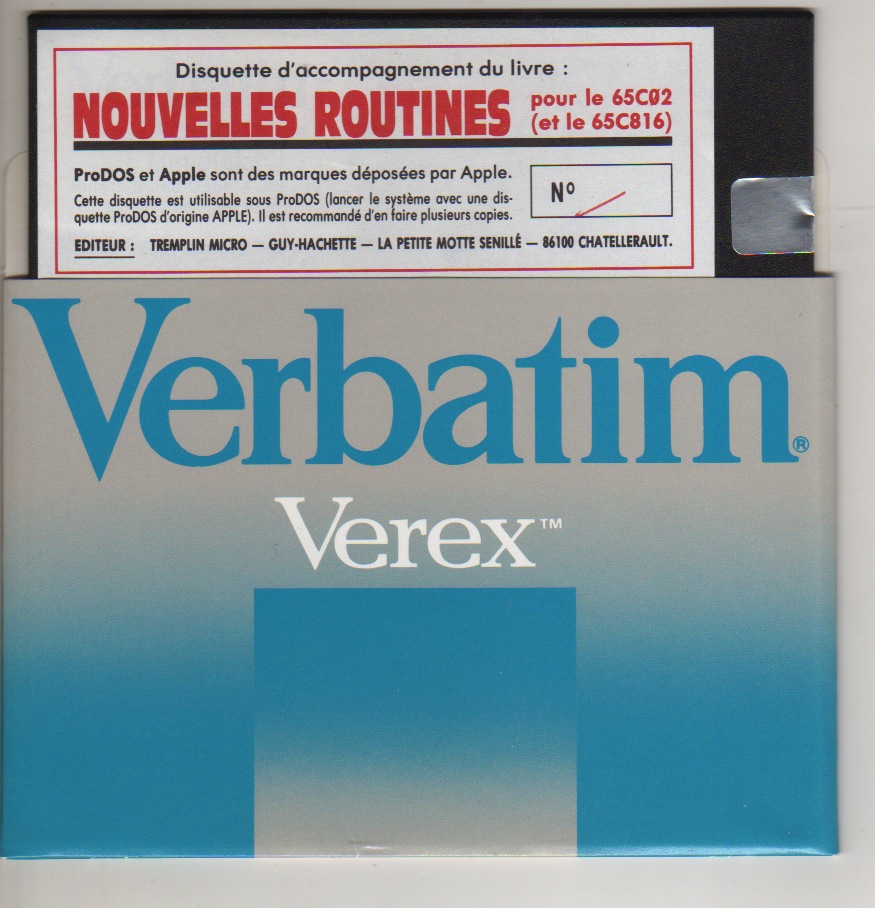 Disquette d'accompagnement du livre :
NOUVELLES ROUTINES pour le 65CØ2
(et le 65C816)
ProDOS et Apple sont des marques déposées par Apple.
Cette disquette est utilisable sous ProDOS (lancer le système avec une dis-
quette ProDOS d'origine APPLE). Il est recommandé d'en faire plusieurs copies.
N°
EDITEUR : TREMPLIN MICRO — GUY-HACHETTE — LA PETITE MOTTE SENILLÉ — 86100 CHATELLERAULT.
Verbatim®
Verex™